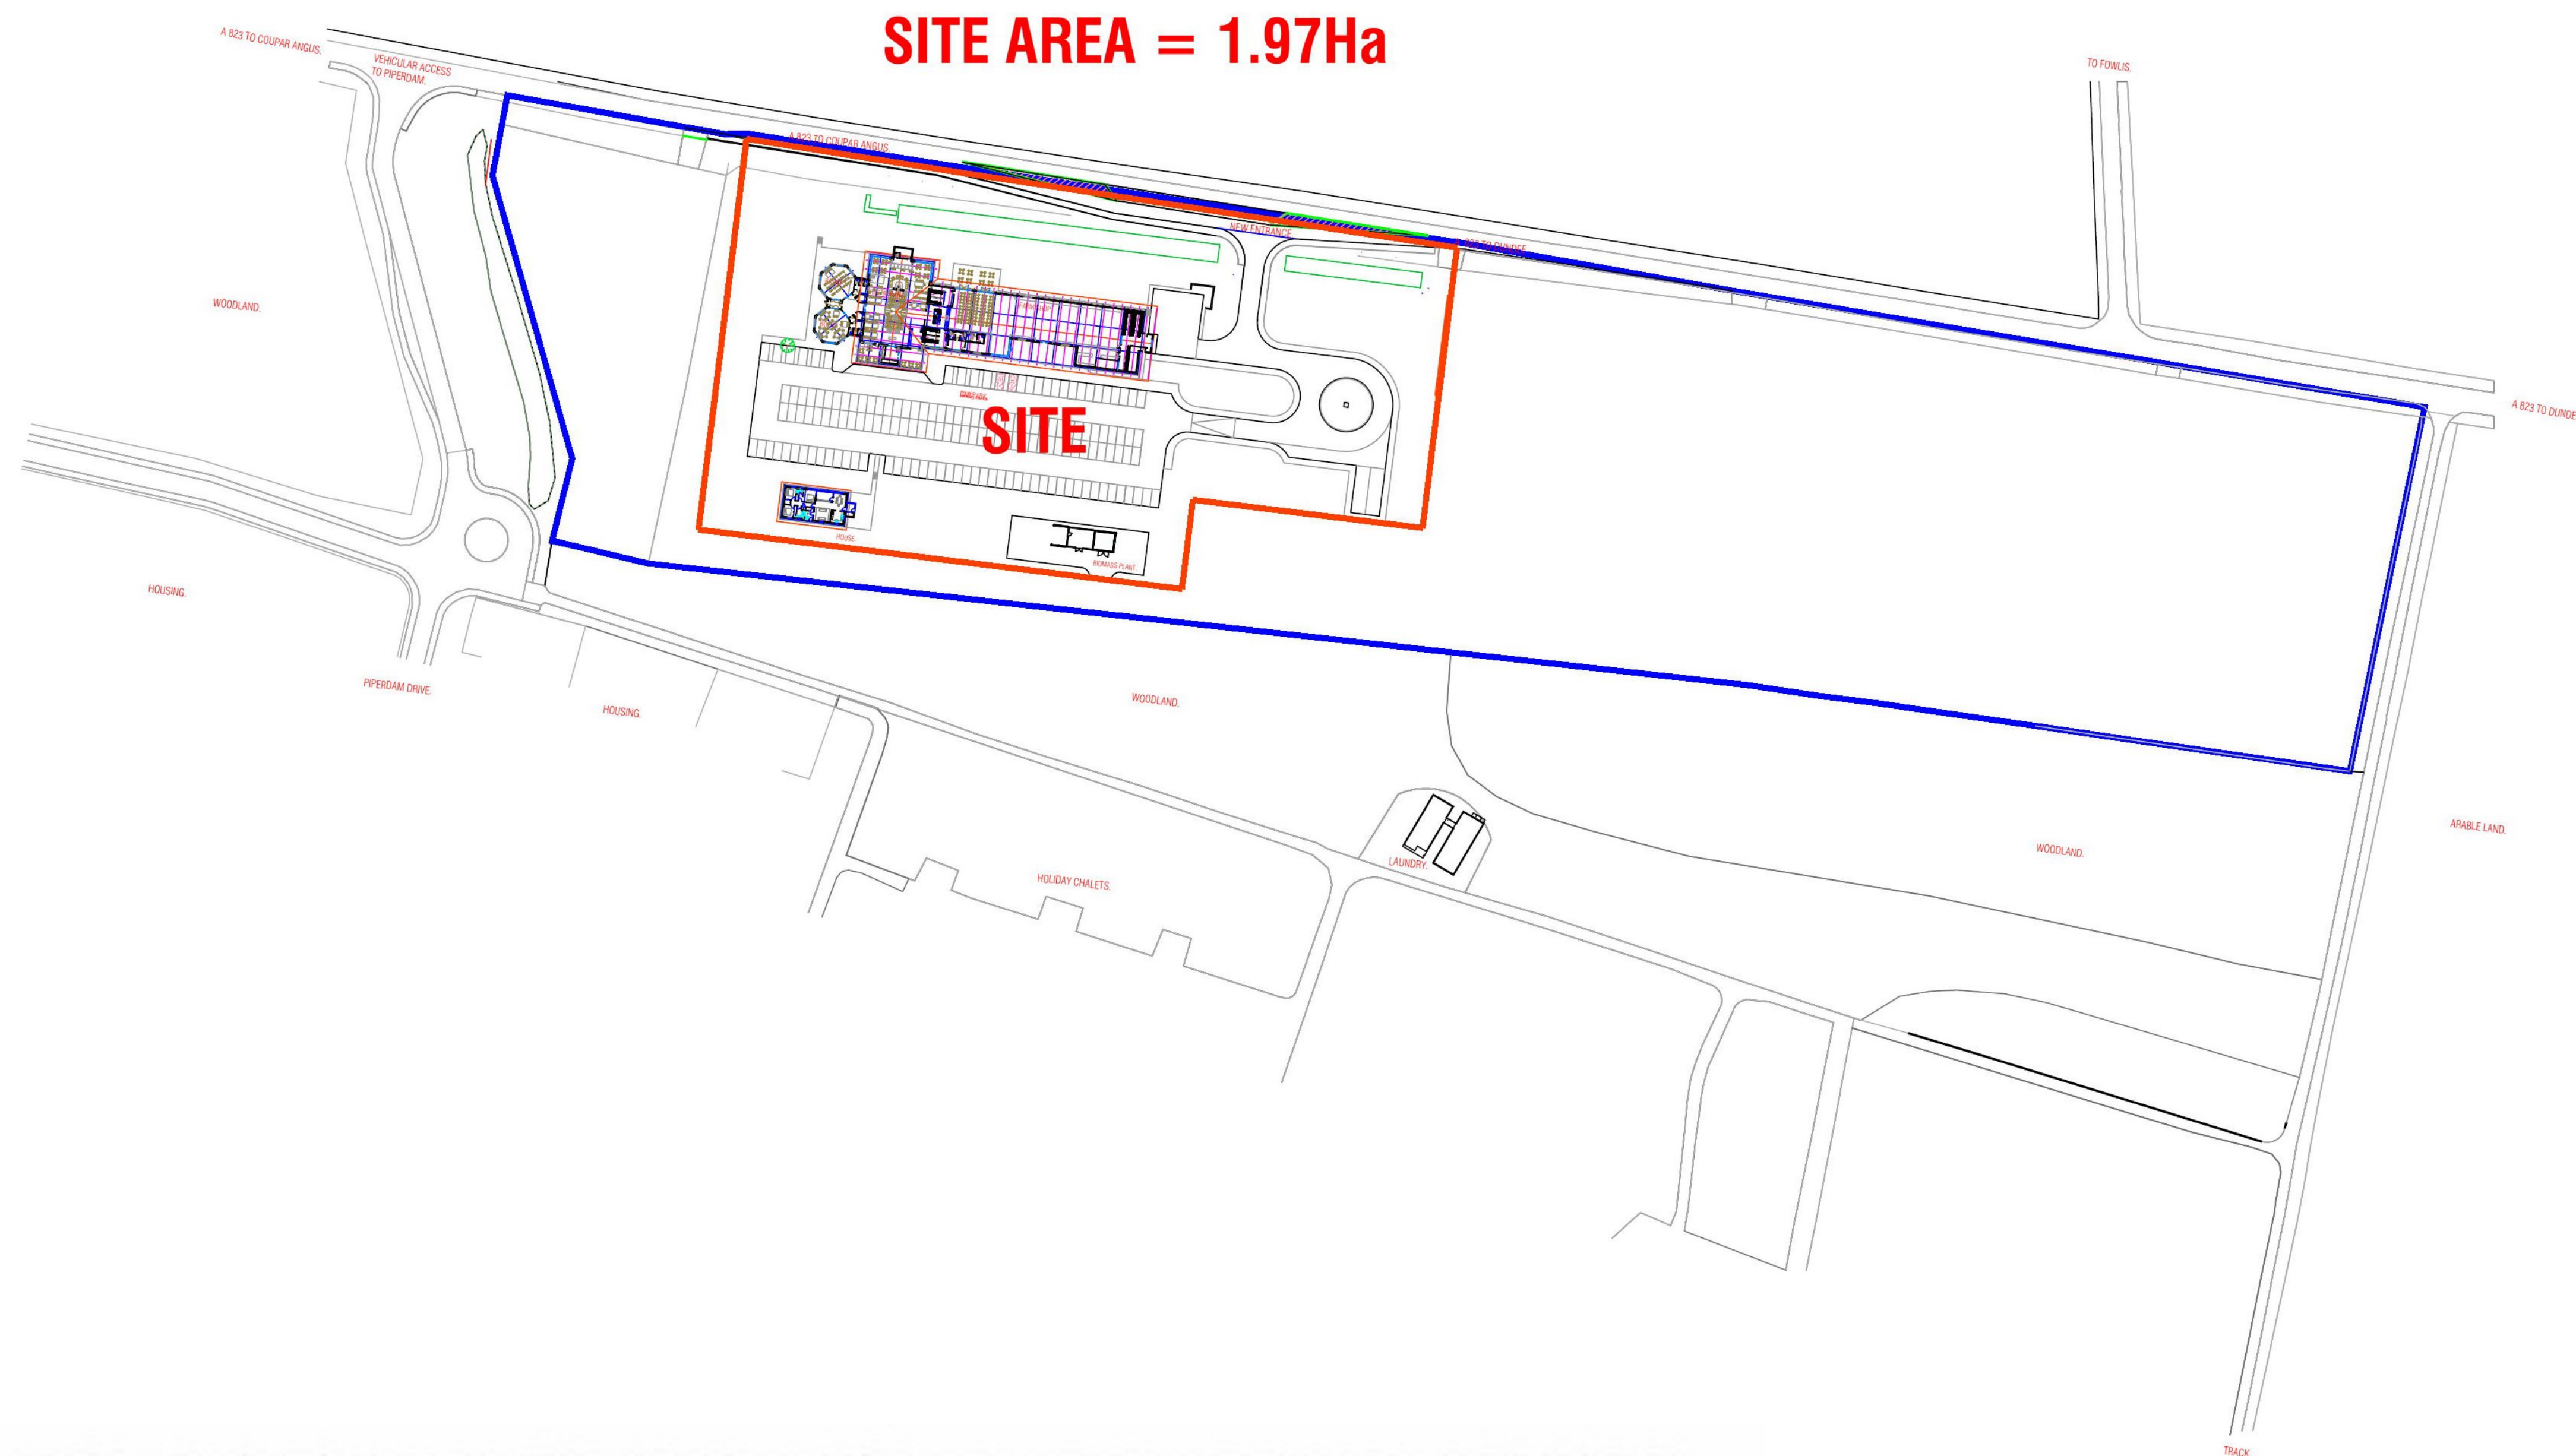 SITE AREA = 1.97Ha
A 823 TO COUPAR ANGUS.
VEHICULAR ACCESS
TO PIPERDAM.
TO FOWLIS.
A 823 TO COUPAR ANGUS.
NEW ENTRANCE
A 823 TO DUNDEE.
WOODLAND.
A 823 TO DUNDE
SITE
HOUSE.
BIOMASS PLANT.
HOUSING.
PIPERDAM DRIVE.
HOUSING.
WOODLAND.
ARABLE LAND.
WOODLAND.
LAUNDRY.
HOLIDAY CHALETS.
TRACK